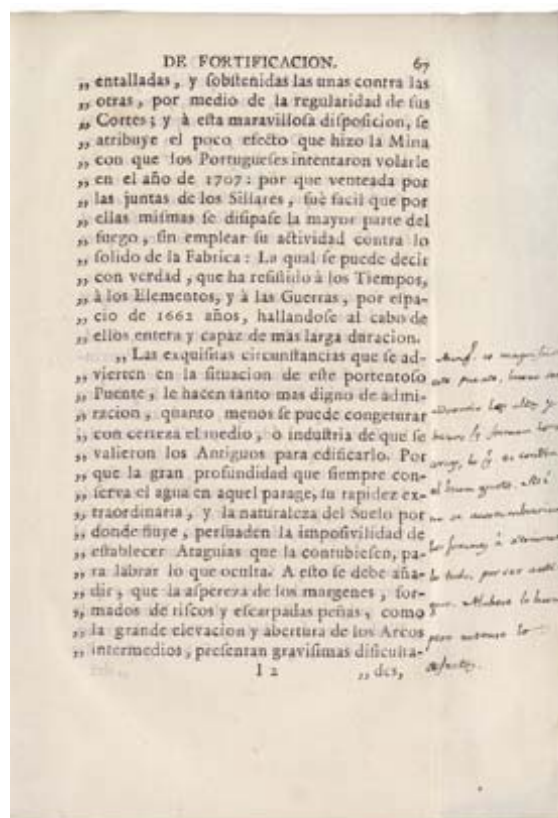 DE FORTIFICACION. 67
„ entalladas, y ſobſtenidas las unas contra las
„ otras, por medio de la regularidad de ſus
„ Cortes; y à eſta maravilloſa diſpoſicion, ſe
„ atribuye el poco efecto que hizo la Mina
„ con que los Portugueſes intentaron volarle
„ en el año de 1707: por que venteada por
„ las juntas de los Sillares, fuè facil que por
„ ellas miſmas ſe diſipaſe la mayor parte del
„ fuego, ſin emplear ſu actividad contra lo
„ ſolido de la Fabrica: La qual ſe puede decir
„ con verdad, que ha reſiſtido à los Tiempos,
„ à los Elementos, y à las Guerras, por eſpa-
„ cio de 1662 años, hallandoſe al cabo de
„ ellos entera y capaz de mas larga duracion.
„ Las exquiſitas circunſtancias que ſe ad-
„ vierten en la ſituacion de eſte portentoſo
„ Puente, le hacen tanto mas digno de admi-
„ racion, quanto menos ſe puede congeturar
„ con certeza el medio, o induſtria de que ſe
„ valieron los Antiguos para edificarlo. Por
„ que la gran profundidad que ſiempre con-
„ ſerva el agua en aquel parage, ſu rapidez ex-
„ traordinaria, y la naturaleza del Suelo por
„ donde fluye, perſuaden la impoſivilidad de
„ eſtablecer Ataguias que la contubieſen, pa-
„ ra labrar lo que oculta. A eſto ſe debe aña-
„ dir, que la aſpereza de los margenes, for-
„ mados de riſcos y eſcarpadas peñas, como
„ la grande elevacion y abertura de los Arcos
„ intermedios, preſentan graviſimas dificulta-
I 2 „ des,
este puente,
el buen gusto.
pero
defectos.